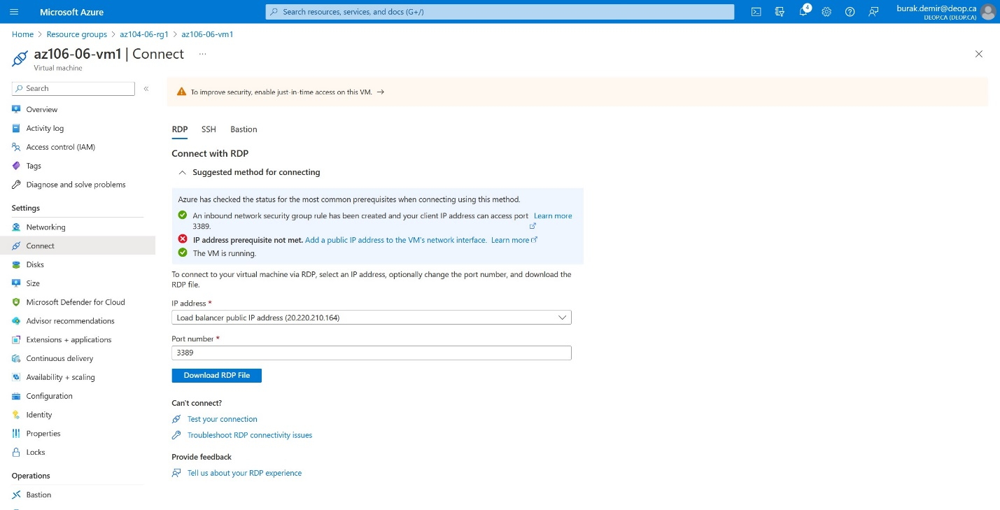 Microsoft Azure
Search resources, services, and docs (G+/)
4
burak.demir@deop.ca
DEOP.CA (DEOP.CA)
Home > Resource groups > az104-06-rg1 > az106-06-vm1
az106-06-vm1 | Connect ...
Virtual machine
Search
«
Overview
Activity log
Access control (IAM)
Tags
Diagnose and solve problems
Settings
Networking
Connect
Disks
Size
Microsoft Defender for Cloud
Advisor recommendations
Extensions + applications
Continuous delivery
Availability + scaling
Configuration
Identity
Properties
Locks
Operations
Bastion
To improve security, enable just-in-time access on this VM. →
RDP SSH Bastion
Connect with RDP
Suggested method for connecting
Azure has checked the status for the most common prerequisites when connecting using this method.
An inbound network security group rule has been created and your client IP address can access port Learn more
3389.
IP address prerequisite not met. Add a public IP address to the VM's network interface. Learn more
The VM is running.
To connect to your virtual machine via RDP, select an IP address, optionally change the port number, and download the
RDP file.
IP address *
Load balancer public IP address (20.220.210.164)
Port number *
3389
Download RDP File
Can't connect?
Test your connection
Troubleshoot RDP connectivity issues
Provide feedback
Tell us about your RDP experience